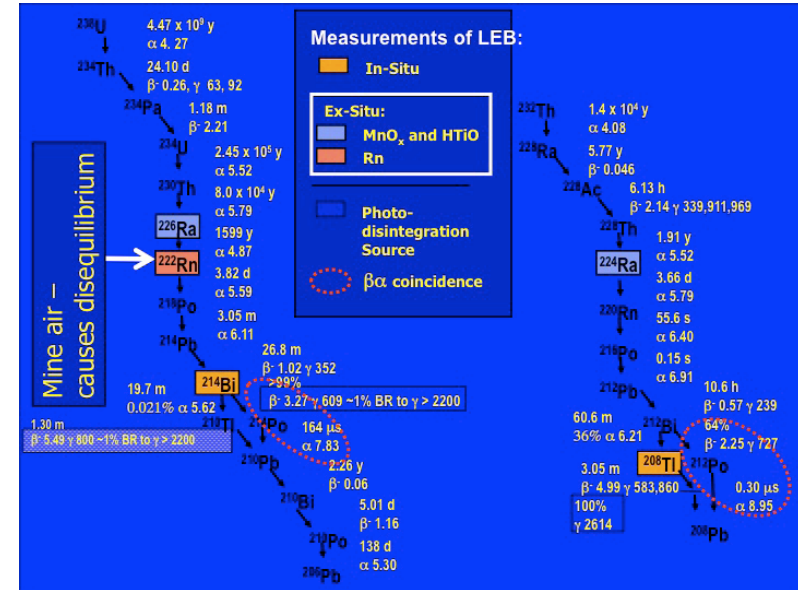 ²³⁸U
4.47 x 10⁹ y
α 4. 27
²³⁴Th
24.10 d
β⁻ 0.26, γ 63, 92
²³⁴Pa
1.18 m
β⁻ 2.21
²³⁴U
2.45 x 10⁵ y
α 5.52
²³⁰Th
8.0 x 10⁴ y
α 5.79
²²⁶Ra
1599 y
α 4.87
²²²Rn
3.82 d
α 5.59
²¹⁸Po
3.05 m
α 6.11
²¹⁴Pb
26.8 m
β⁻ 1.02 γ 352
²¹⁴Bi
>99%
β⁻ 3.27 γ 609 ~1% BR to γ > 2200
19.7 m
0.021% α 5.62
²¹⁴Po
164 μs
α 7.83
1.30 m
β⁻ 5.49 γ 800 ~1% BR to γ > 2200
²¹⁰Tl
²¹⁰Pb
2.26 y
β⁻ 0.06
²¹⁰Bi
5.01 d
β⁻ 1.16
²¹⁰Po
138 d
α 5.30
²⁰⁶Pb
Mine air –
causes disequilibrium
Measurements of LEB:
In-Situ
Ex-Situ:
MnOₓ and HTiO
Rn
Photo-
disintegration
Source
βα coincidence
²³²Th
1.4 x 10⁴ y
α 4.08
²²⁸Ra
5.77 y
β⁻ 0.046
²²⁸Ac
6.13 h
β⁻ 2.14 γ 339,911,969
²²⁸Th
1.91 y
α 5.52
²²⁴Ra
3.66 d
α 5.79
²²⁰Rn
55.6 s
α 6.40
²¹⁶Po
0.15 s
α 6.91
²¹²Pb
10.6 h
β⁻ 0.57 γ 239
²¹²Bi
64%
β⁻ 2.25 γ 727
60.6 m
36% α 6.21
²⁰⁸Tl
²¹²Po
3.05 m
β⁻ 4.99 γ 583,860
0.30 μs
α 8.95
100%
γ 2614
²⁰⁸Pb